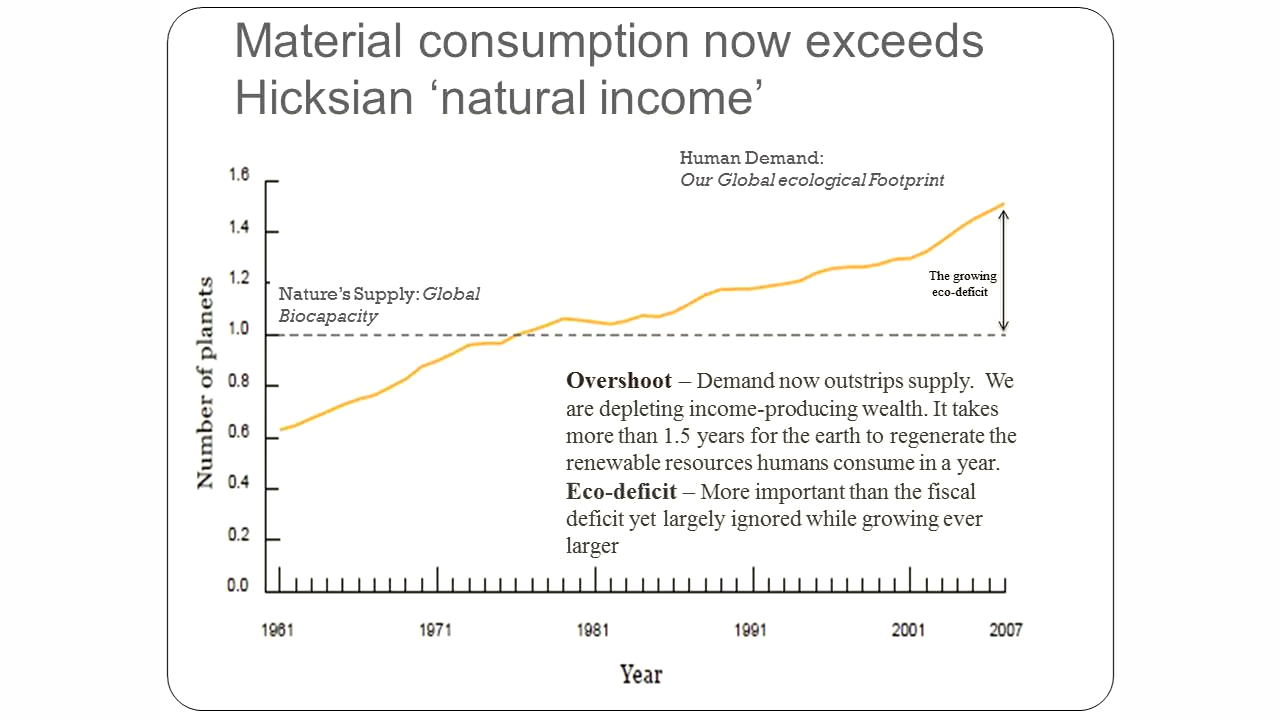 Material consumption now exceeds
Hicksian ‘natural income’
Human Demand:
Our Global ecological Footprint
1.6
1.4
1.2
1.0
0.8
0.6
0.4
0.2
0.0
Number of planets
Nature's Supply: Global
Biocapacity
The growing
eco-deficit
Overshoot – Demand now outstrips supply. We
are depleting income-producing wealth. It takes
more than 1.5 years for the earth to regenerate the
renewable resources humans consume in a year.
Eco-deficit – More important than the fiscal
deficit yet largely ignored while growing ever
larger
1961 1971 1981 1991 2001 2007
Year